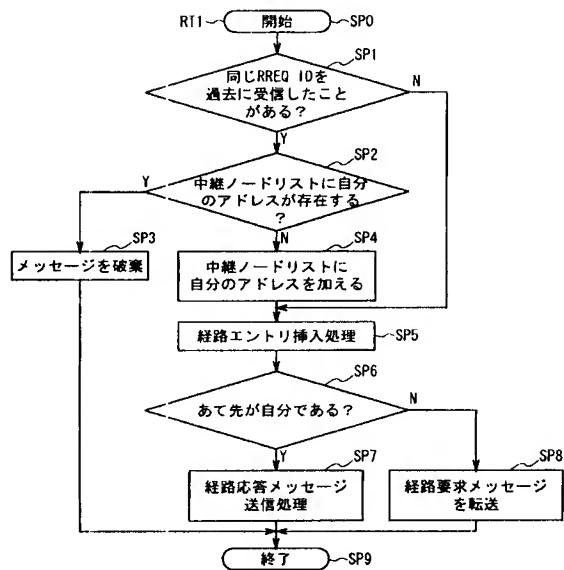 RT1 開始 SP0
SP1
同じRREQ IDを
過去に受信したこと
がある?
N
Y
SP2
Y
中継ノードリストに自分
のアドレスが存在する
?
N
SP3
メッセージを破棄
SP4
中継ノードリストに
自分のアドレスを加える
経路エントリ挿入処理 SP5
SP6
あて先が自分である?
N
Y
SP7
経路応答メッセージ
送信処理
SP8
経路要求メッセージ
を転送
終了 SP9